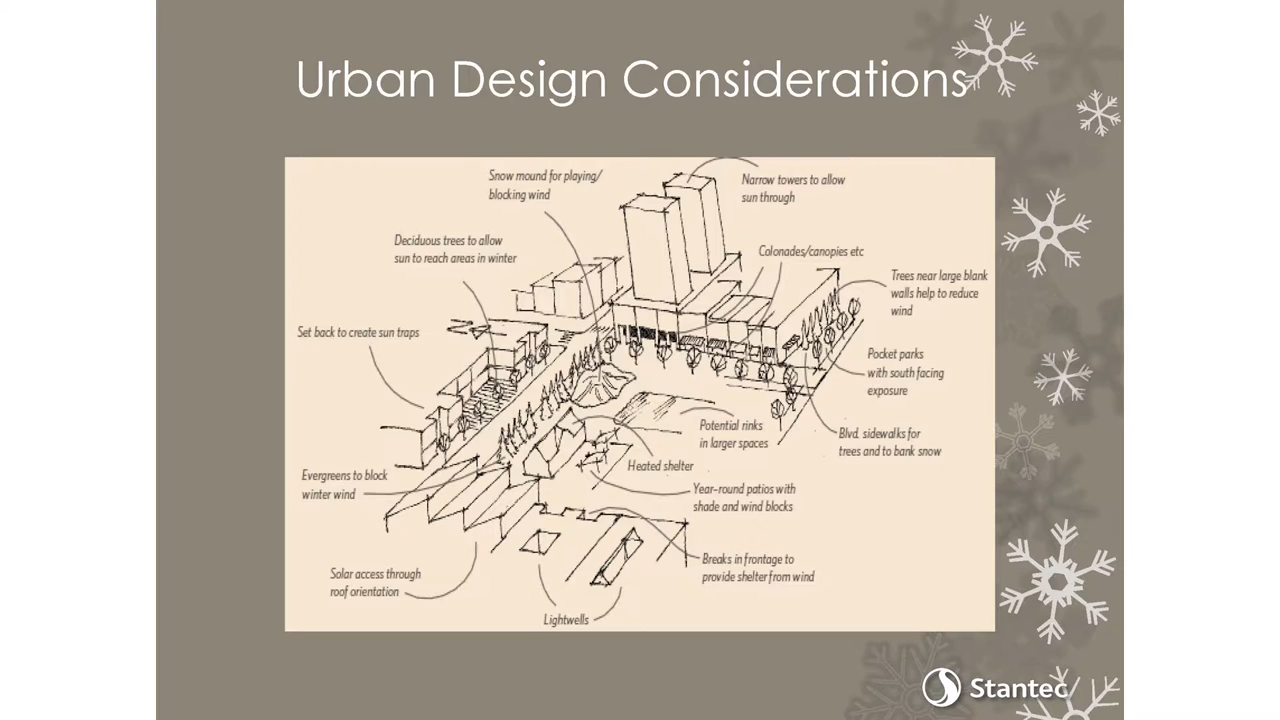 Urban Design Considerations
Snow mound for playing/
blocking wind
Narrow towers to allow
sun through
Deciduous trees to allow
sun to reach areas in winter
Colonades/canopies etc
Trees near large blank
walls help to reduce
wind
Set back to create sun traps
Pocket parks
with south facing
exposure
Potential rinks
in larger spaces
Blvd. sidewalks for
trees and to bank snow
Heated shelter
Evergreens to block
winter wind
Year-round patios with
shade and wind blocks
Breaks in frontage to
provide shelter from wind
Solar access through
roof orientation
Lightwells
Stantec